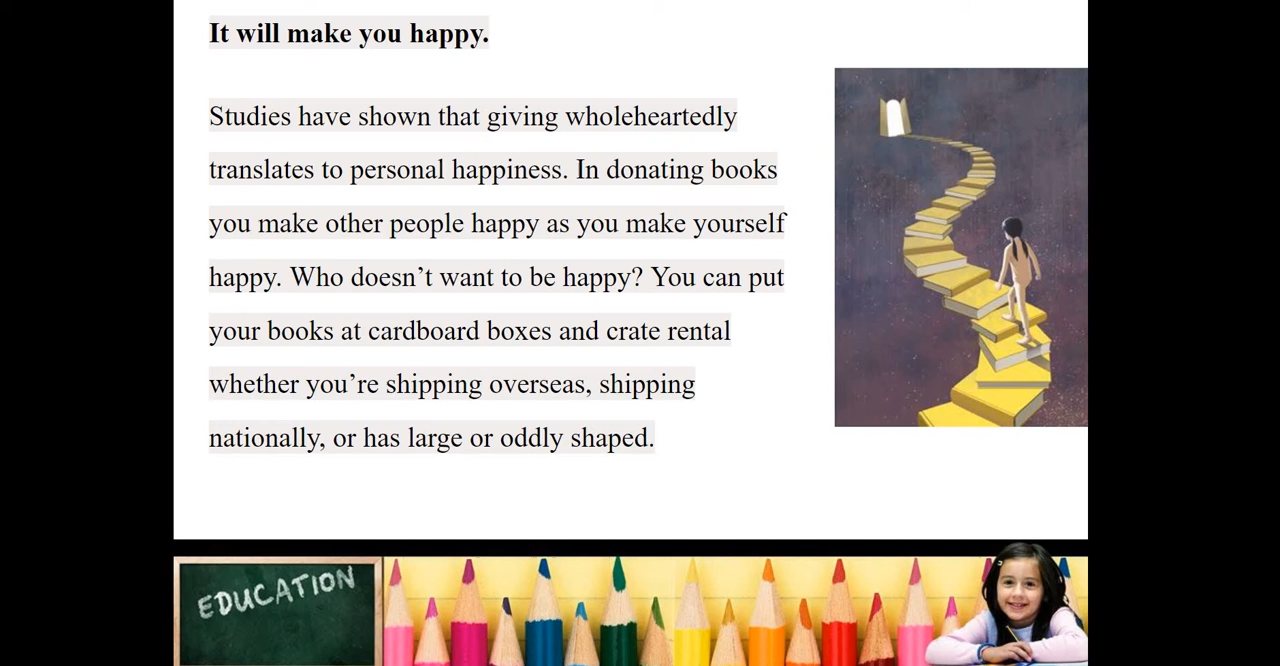 It will make you happy.
Studies have shown that giving wholeheartedly
translates to personal happiness. In donating books
you make other people happy as you make yourself
happy. Who doesn’t want to be happy? You can put
your books at cardboard boxes and crate rental
whether you’re shipping overseas, shipping
nationally, or has large or oddly shaped.
EDUCATION